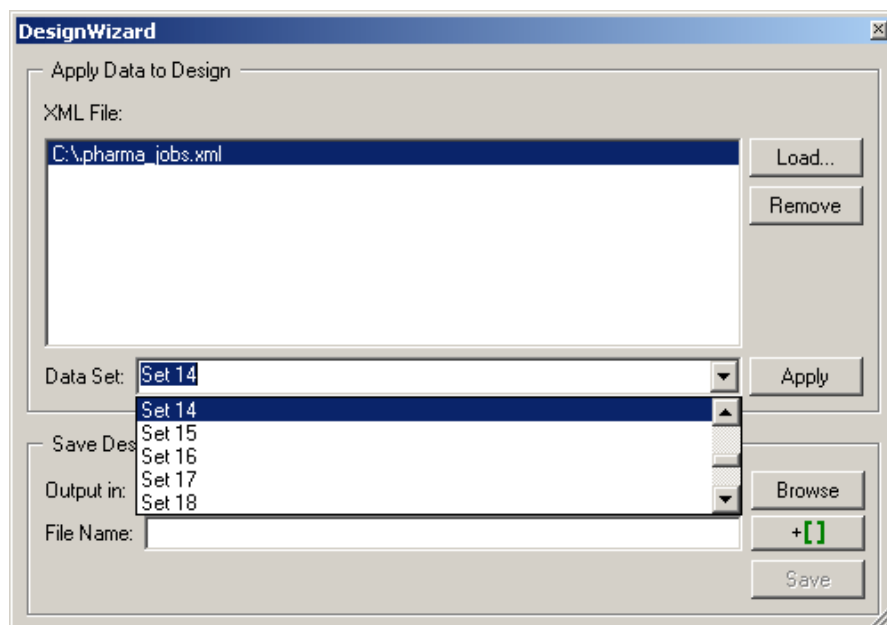 DesignWizard
Apply Data to Design
XML File:
C:\.pharma_jobs.xml
Load...
Remove
Data Set: Set 14
Apply
Set 14
Set 15
Set 16
Set 17
Set 18
Save Des
Output in:
Browse
File Name:
+[]
Save